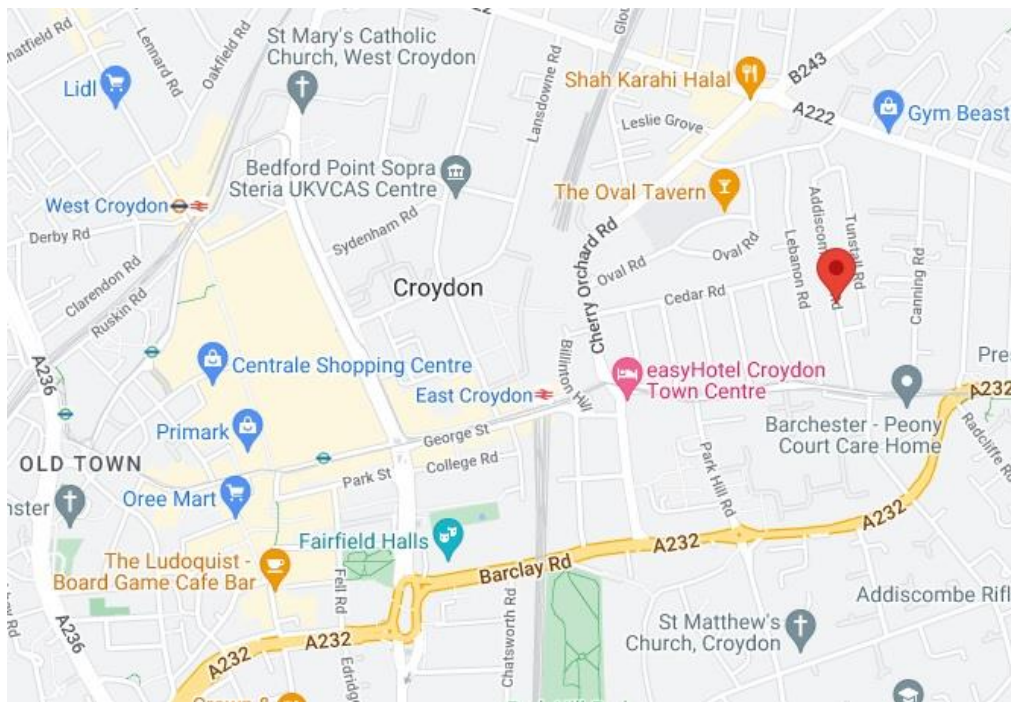 hatfield Rd
Lennard Rd
Oakfield Rd
A222
Glou
B243
St Mary's Catholic
Church, West Croydon
Lansdowne Rd
Shah Karahi Halal
Lidl
A222
Gym Beast
Leslie Grove
Bedford Point Sopra
Steria UKVCAS Centre
The Oval Tavern
West Croydon
Derby Rd
Sydenham Rd
Cherry Orchard Rd
Oval Rd
Oval Rd
Lebanon Rd
Addiscom
Rd
Tunstall Rd
Canning Rd
Clarendon Rd
Ruskin Rd
Croydon
Cedar Rd
A236
Centrale Shopping Centre
Billinton Hill
easyHotel Croydon
Town Centre
Pre
East Croydon
A232
Primark
George St
Barchester - Peony
Court Care Home
Radcliffe Rd
OLD TOWN
Park St
College Rd
Park Hill Rd
nster
Oree Mart
A232
Fairfield Halls
A232
The Ludoquist -
Board Game Cafe Bar
Barclay Rd
Fell Rd
Addiscombe Rifl
Chatsworth Rd
St Matthew's
Church, Croydon
A236
A232
A232
Edridg